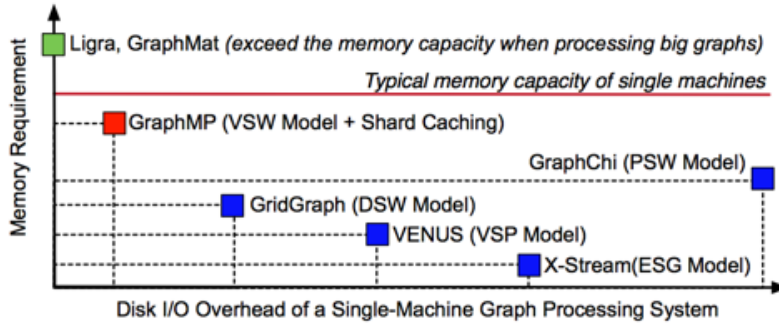 Ligra, GraphMat (exceed the memory capacity when processing big graphs)
Typical memory capacity of single machines
GraphMP (VSW Model + Shard Caching)
GraphChi (PSW Model)
GridGraph (DSW Model)
VENUS (VSP Model)
X-Stream(ESG Model)
Memory Requirement
Disk I/O Overhead of a Single-Machine Graph Processing System